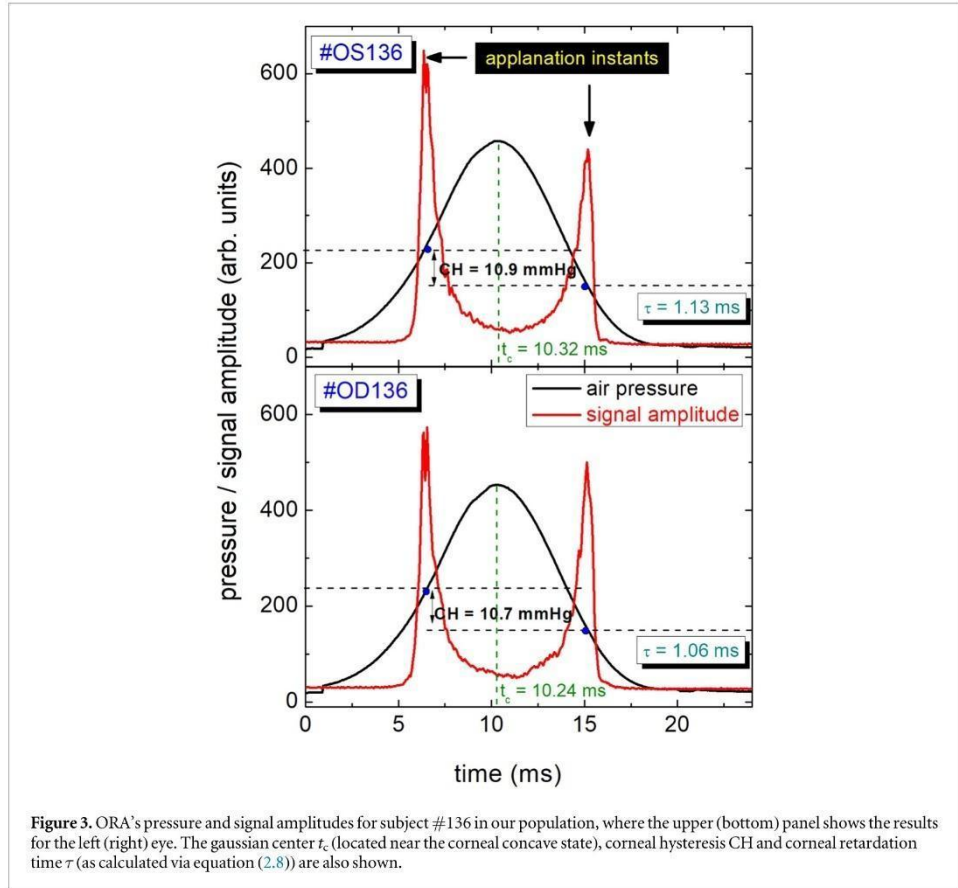 #OS136
applanation instants
600
400
200
0
CH = 10.9 mmHg
τ = 1.13 ms
t_c = 10.32 ms
pressure / signal amplitude (arb. units)
#OD136
air pressure
signal amplitude
600
400
200
0
CH = 10.7 mmHg
τ = 1.06 ms
t_c = 10.24 ms
0 5 10 15 20
time (ms)
Figure 3. ORA's pressure and signal amplitudes for subject #136 in our population, where the upper (bottom) panel shows the results
for the left (right) eye. The gaussian center t_c (located near the corneal concave state), corneal hysteresis CH and corneal retardation
time τ (as calculated via equation (2.8)) are also shown.